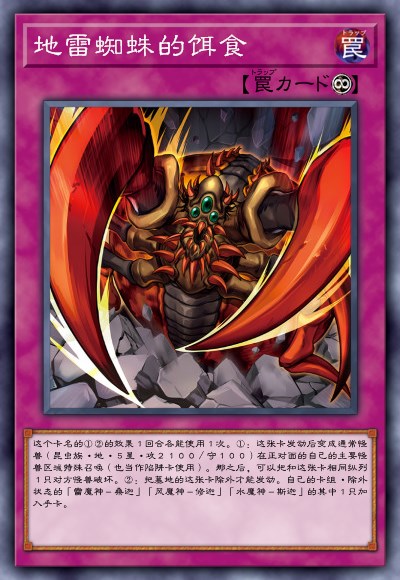 地雷蜘蛛的饵食
トラップ
罠
トラップ
【罠カード】
这个卡名的①②的效果1回合各能使用1次。①:这张卡发动后变成通常怪
兽(昆虫族·地·5星·攻2100/守100)在正对面的自己的主要怪
兽区域特殊召唤(也当作陷阱卡使用)。那之后,可以把和这张卡相同纵列
1只对方怪兽破坏。②:把墓地的这张卡除外才能发动。自己的卡组·除外
状态的「雷魔神-桑迦」「风魔神-修迦」「水魔神-斯迦」的其中1只加
入手卡。